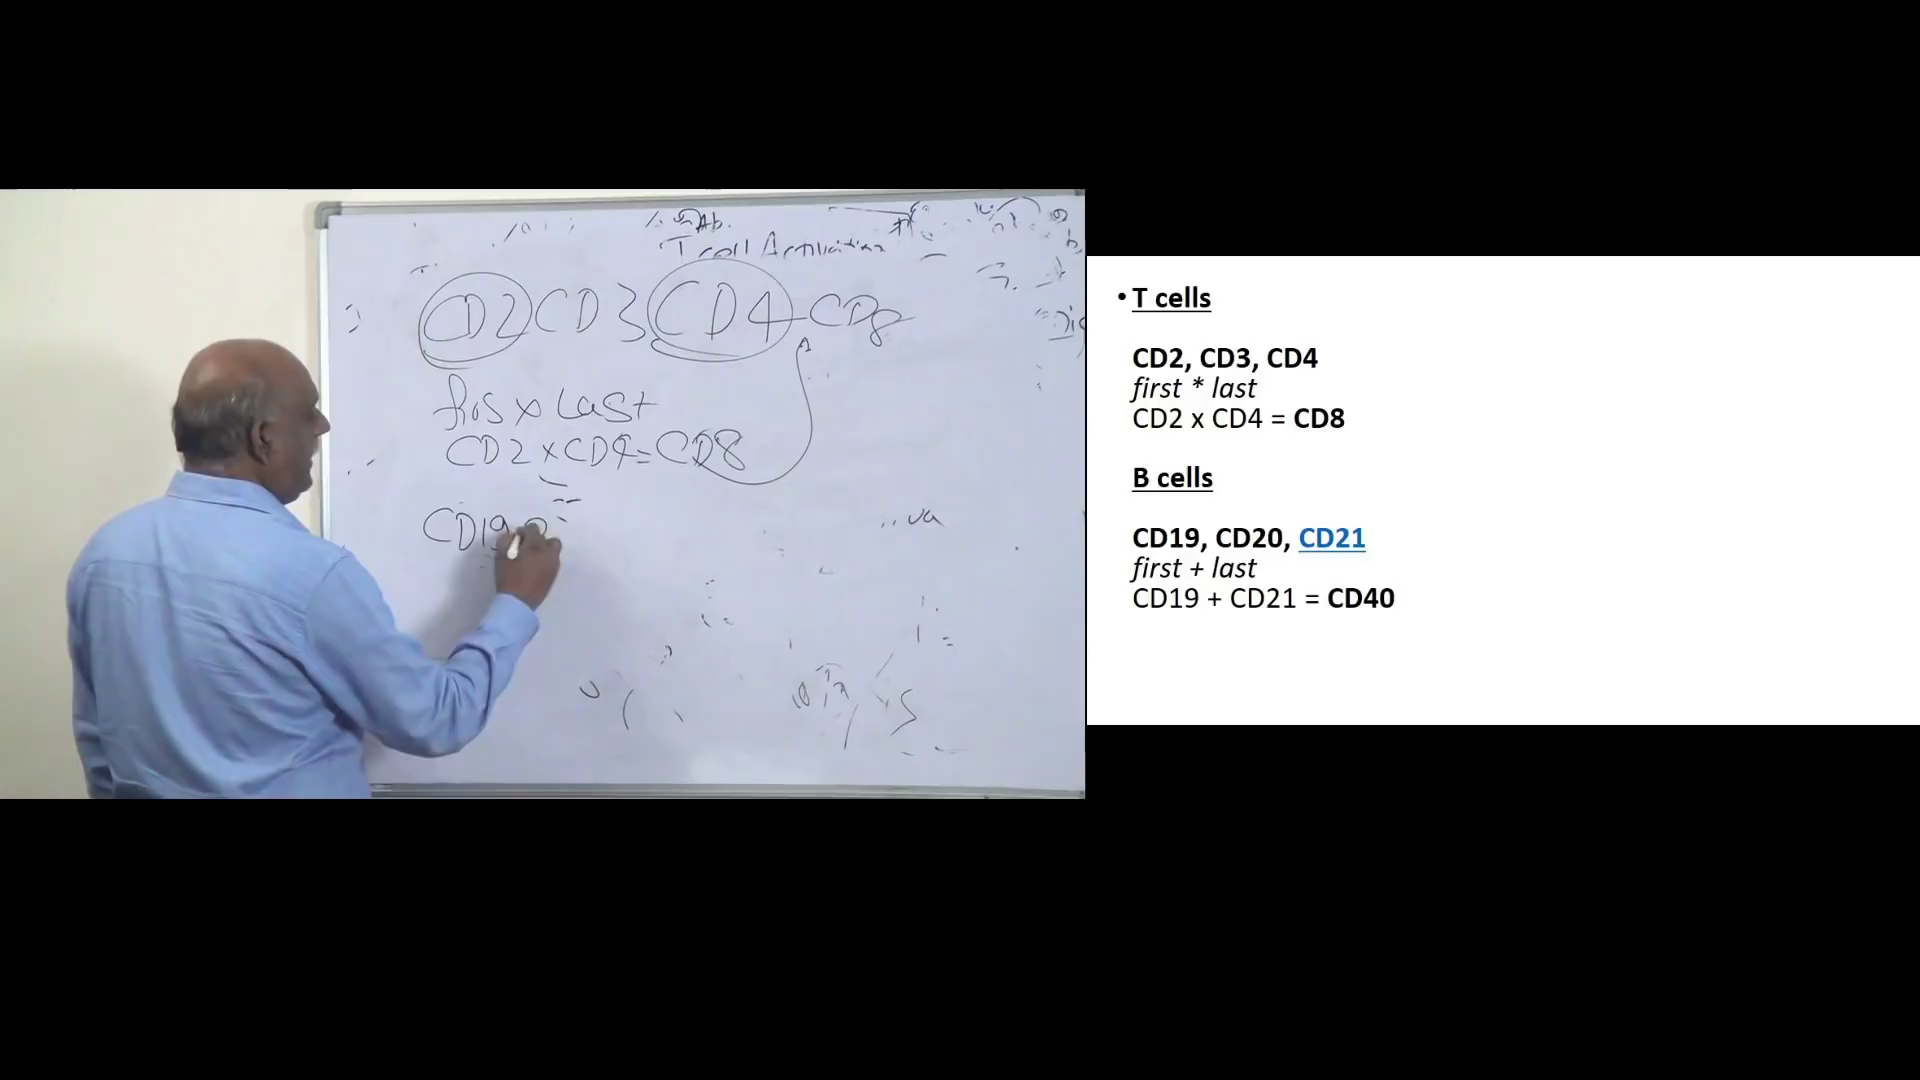 T cell Activation
CD2 CD3 CD4 CD8
x Last
CD2 x CD4 = CD8
CD19
• T cells
CD2, CD3, CD4
first * last
CD2 x CD4 = CD8
B cells
CD19, CD20, CD21
first + last
CD19 + CD21 = CD40